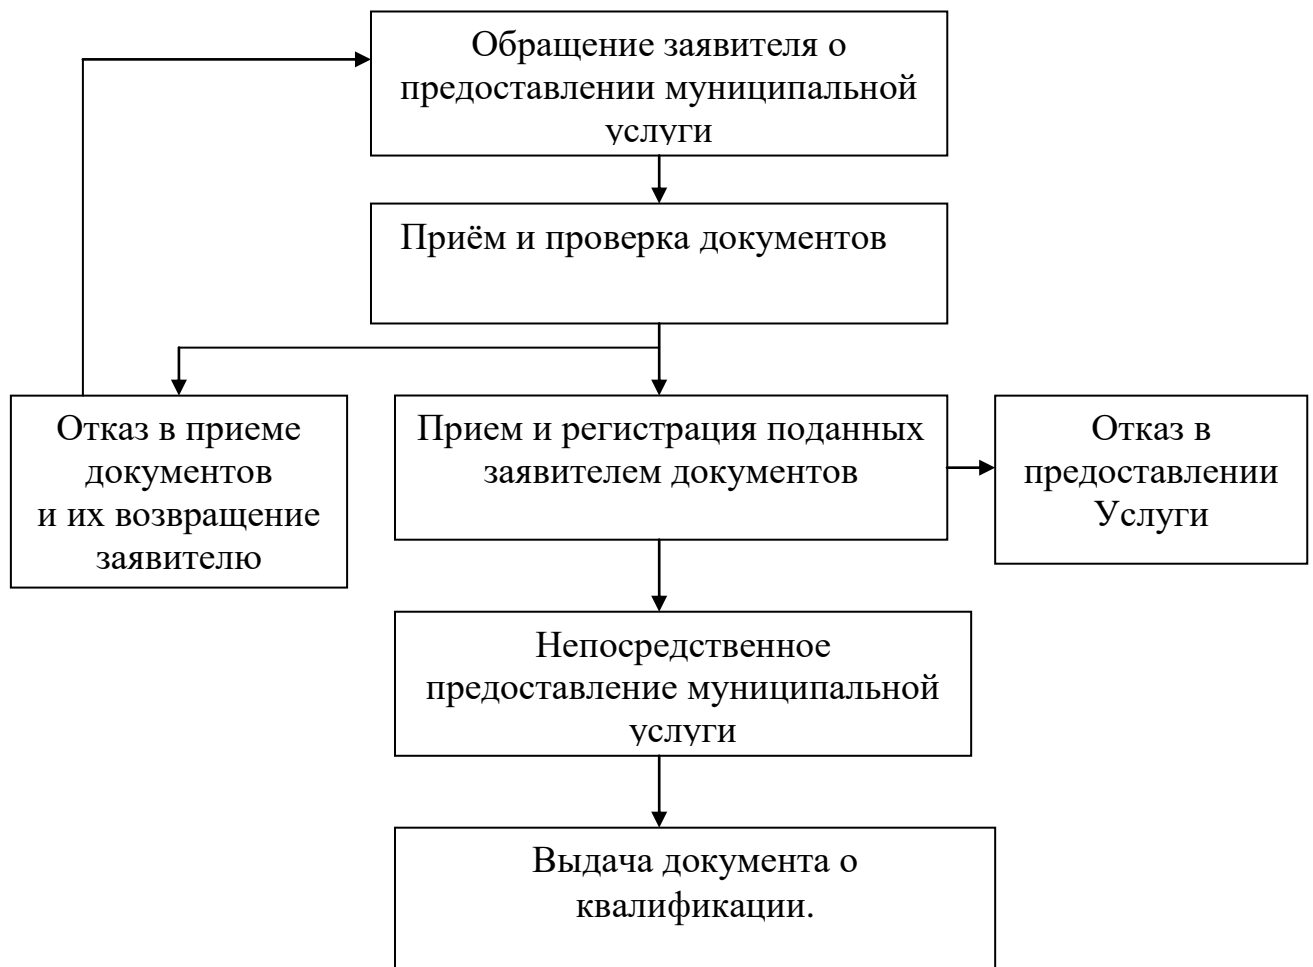 Обращение заявителя о
предоставлении муниципальной
услуги
Приём и проверка документов
Отказ в приеме
документов
и их возвращение
заявителю
Прием и регистрация поданных
заявителем документов
Отказ в
предоставлении
Услуги
Непосредственное
предоставление муниципальной
услуги
Выдача документа о
квалификации.